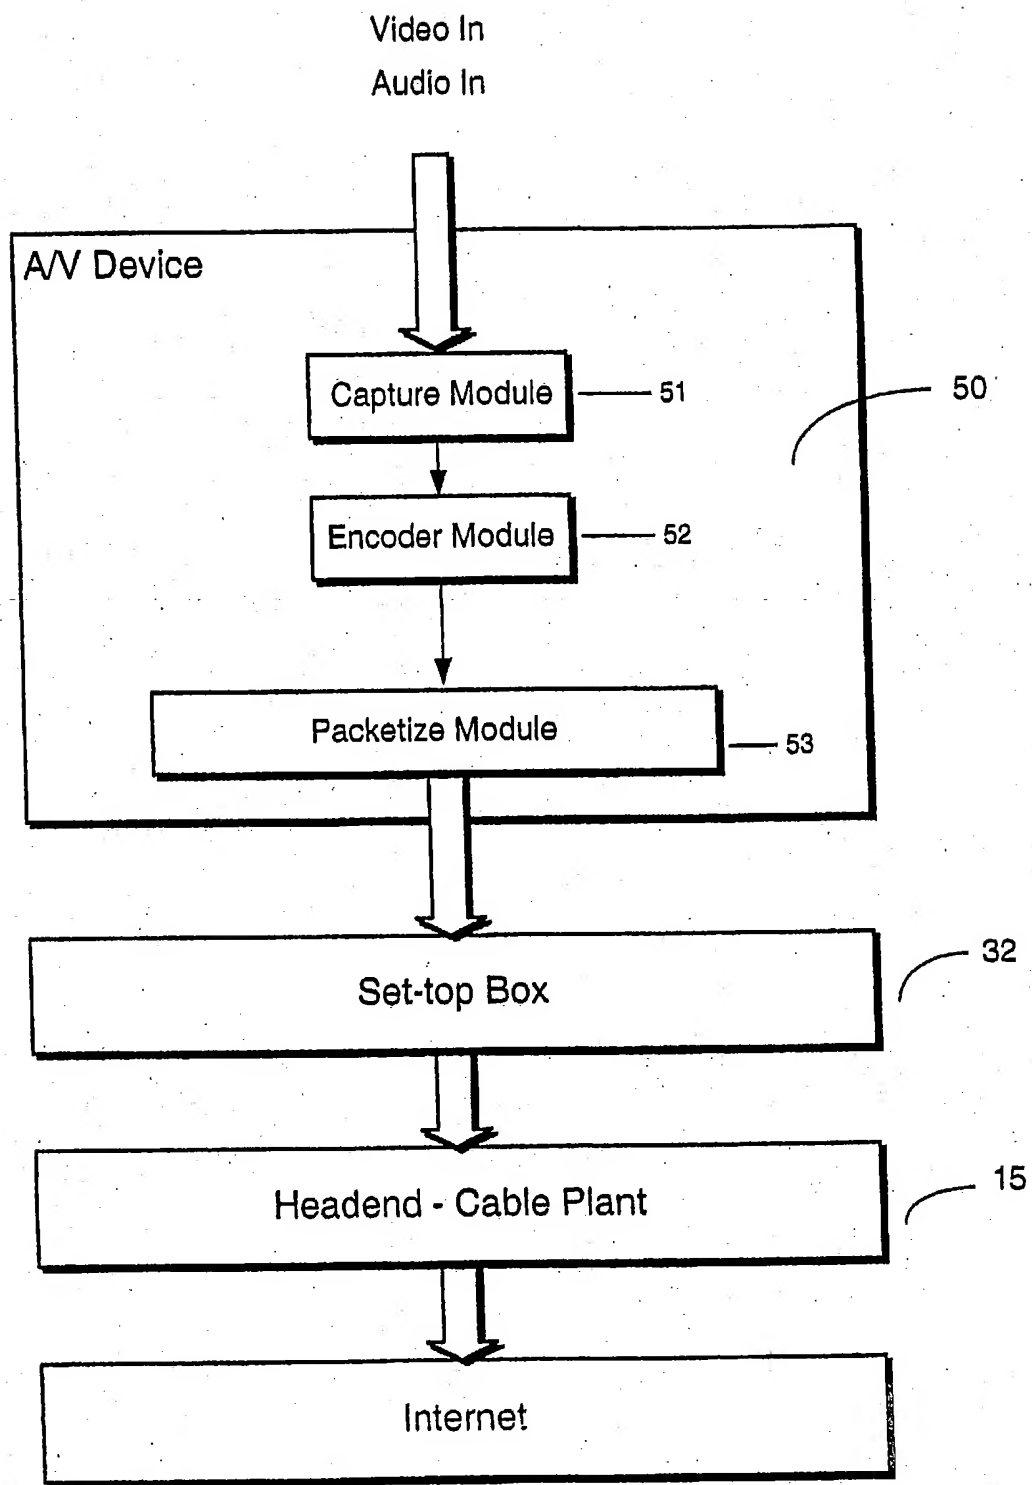 Video In
Audio In
A/V Device
Capture Module
51
50
Encoder Module
52
Packetize Module
53
32
Set-top Box
15
Headend - Cable Plant
Internet